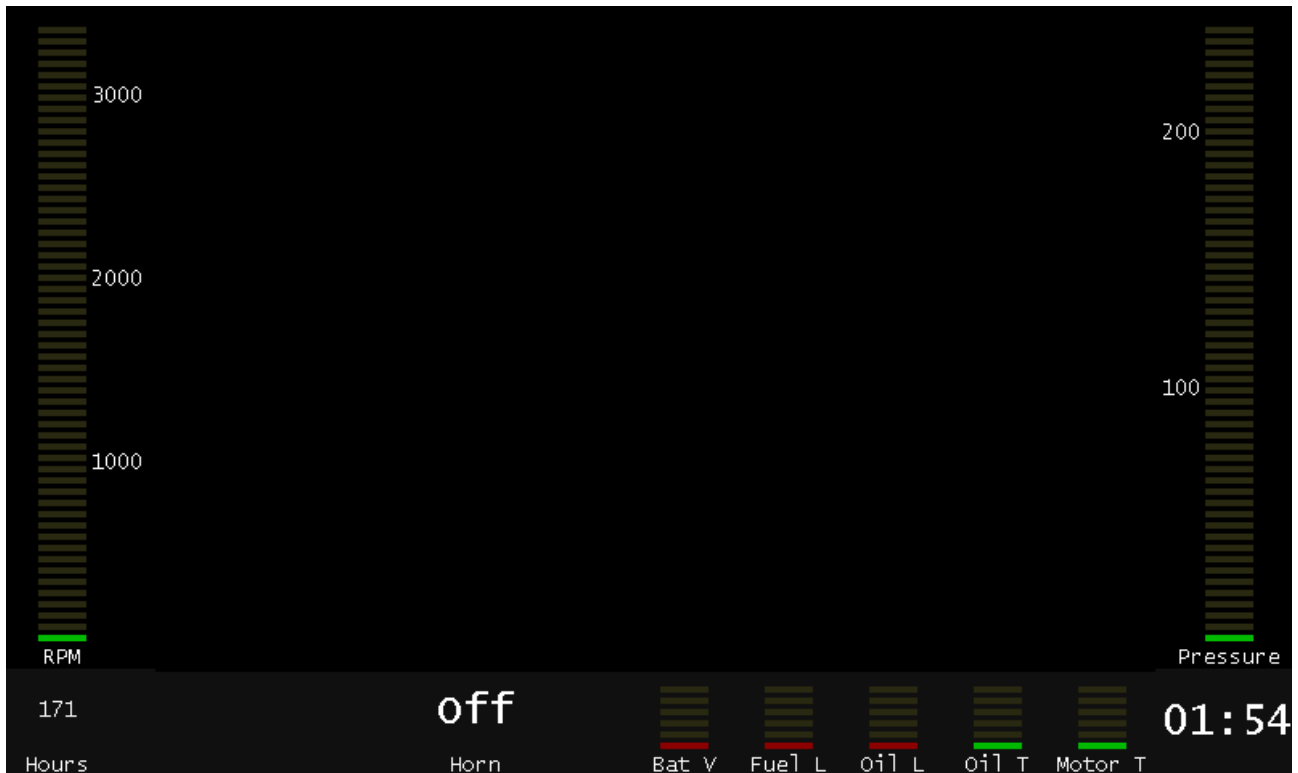 3000
200
2000
100
1000
RPM
Pressure
171
Off
01:54
Hours
Horn
Bat V
Fuel L
Oil L
Oil T
Motor T